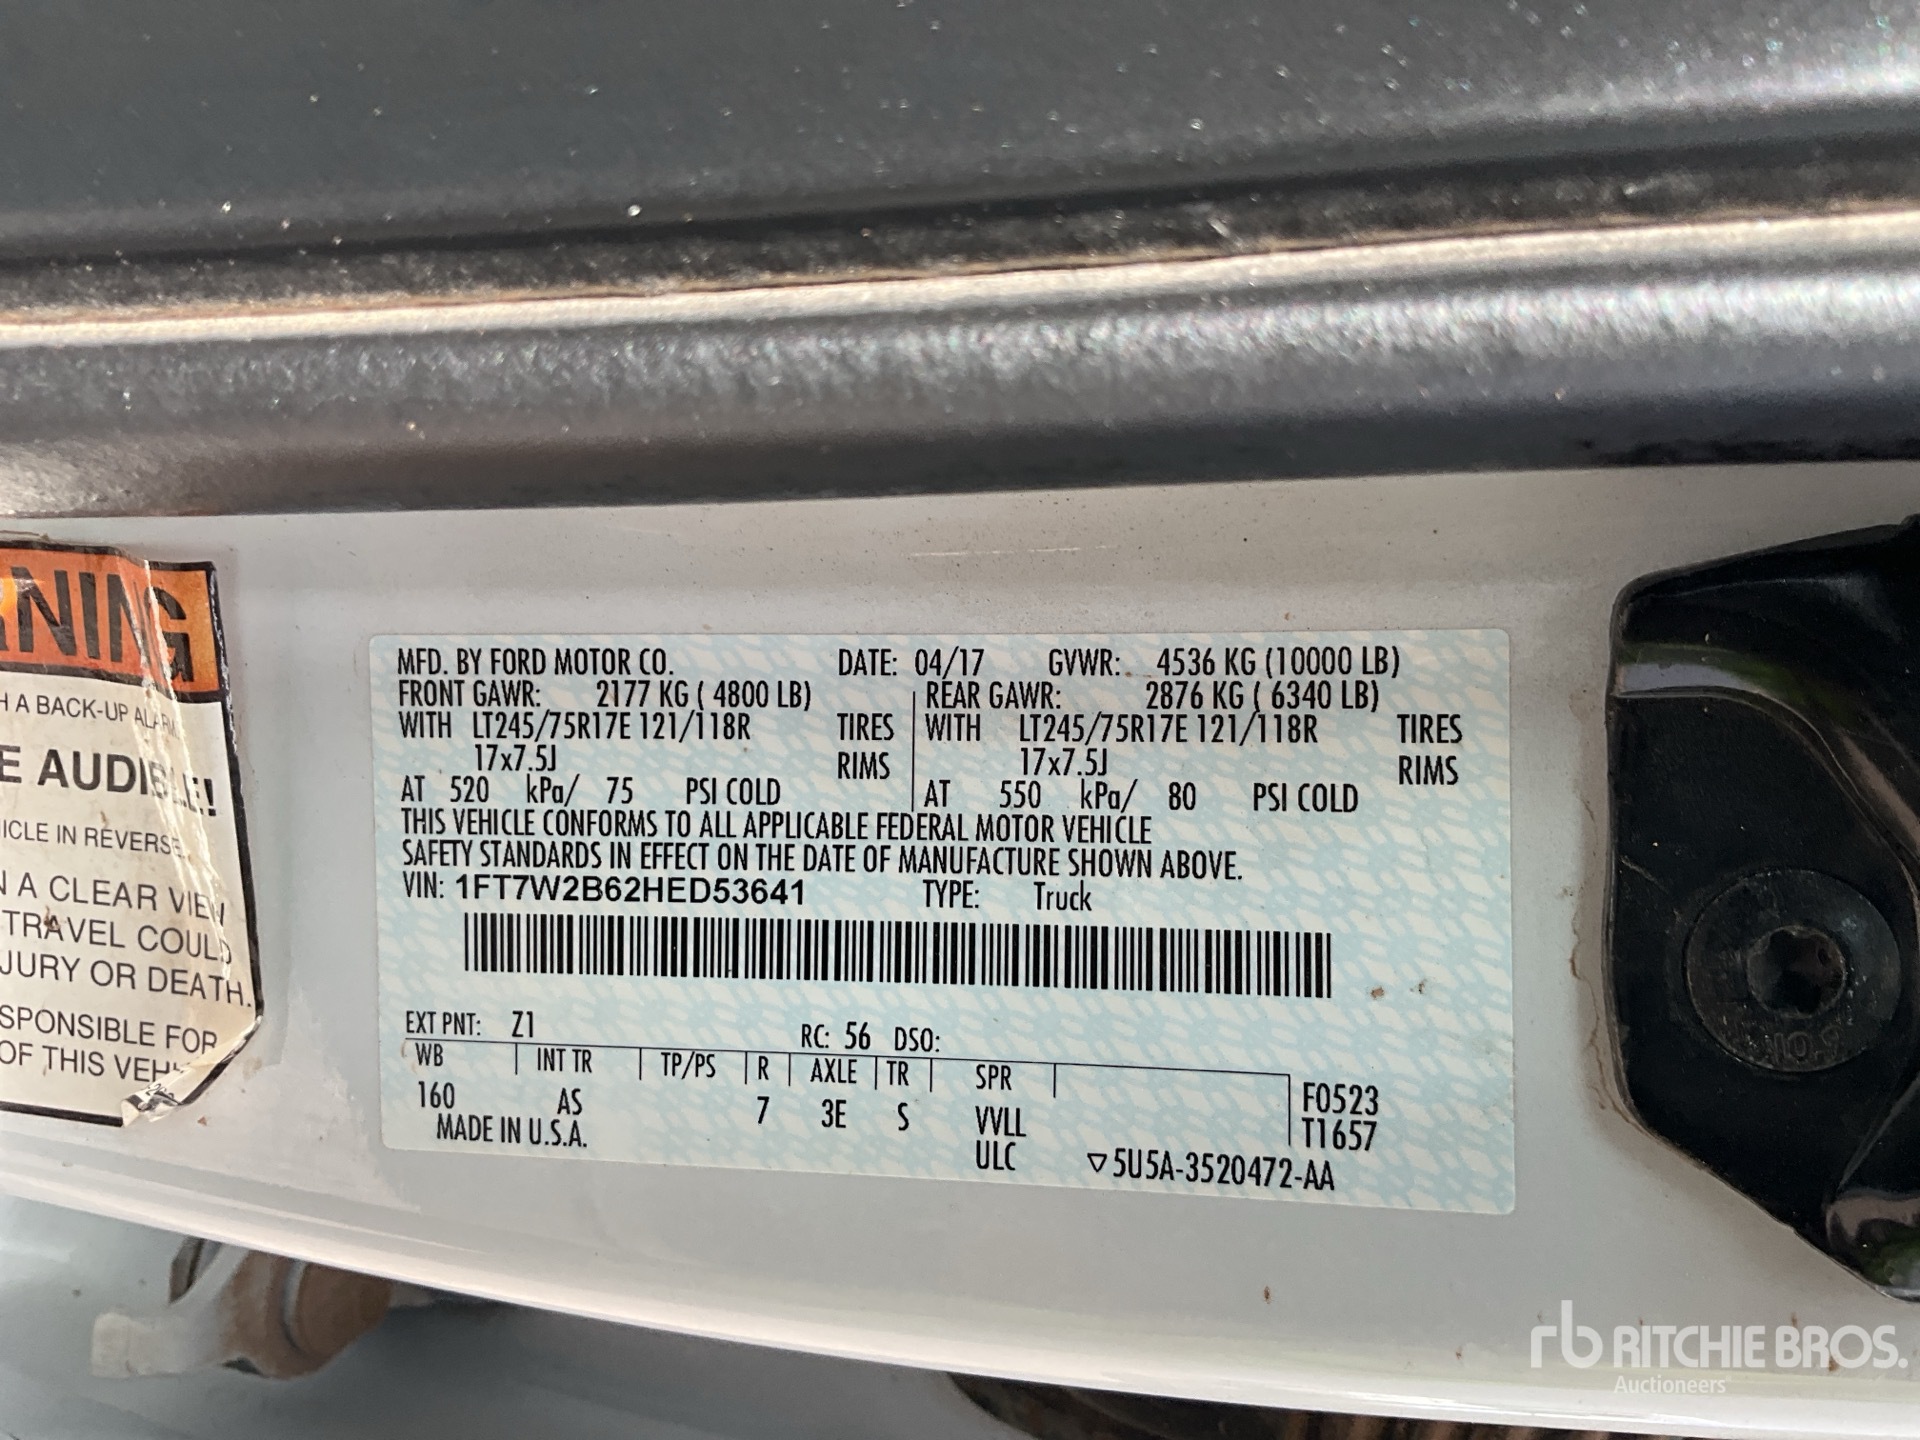 RNING
H A BACK-UP ALARM
E AUDIBLE!
ICLE IN REVERSE.
A CLEAR VIEW
TRAVEL COULD
JURY OR DEATH.
SPONSIBLE FOR
OF THIS VEH
MFD. BY FORD MOTOR CO. DATE: 04/17 GVWR: 4536 KG (10000 LB)
FRONT GAWR: 2177 KG ( 4800 LB) REAR GAWR: 2876 KG ( 6340 LB)
WITH LT245/75R17E 121/118R TIRES WITH LT245/75R17E 121/118R TIRES
17x7.5J RIMS 17x7.5J RIMS
AT 520 kPa/ 75 PSI COLD AT 550 kPa/ 80 PSI COLD
THIS VEHICLE CONFORMS TO ALL APPLICABLE FEDERAL MOTOR VEHICLE
SAFETY STANDARDS IN EFFECT ON THE DATE OF MANUFACTURE SHOWN ABOVE.
VIN: 1FT7W2B62HED53641 TYPE: Truck
EXT PNT: Z1 RC: 56 DSO:
WB INT TR TP/PS R AXLE TR SPR
160 AS 7 3E S VVLL F0523
MADE IN U.S.A. ULC T1657
▽5U5A-3520472-AA
10.9
rb RITCHIE BROS.
Auctioneers